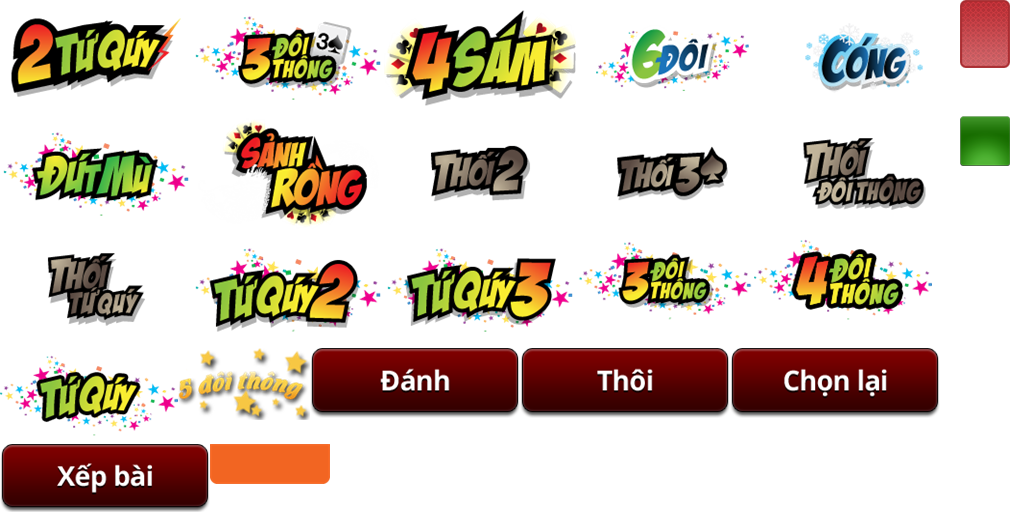 2 TỨ QUÝ
3 ĐÔI THÔNG 3
4 SÁM
6 ĐÔI
CÓNG
ĐÚT MÙ
SẢNH RỒNG
THỐI 2
THỐI 3
THỐI ĐÔI THÔNG
THỐI TỨ QUÝ
TỨ QUÝ 2
TỨ QUÝ 3
3 ĐÔI THÔNG
4 ĐÔI THÔNG
TỨ QUÝ
5 đôi thông
Đánh
Thôi
Chọn lại
Xếp bài